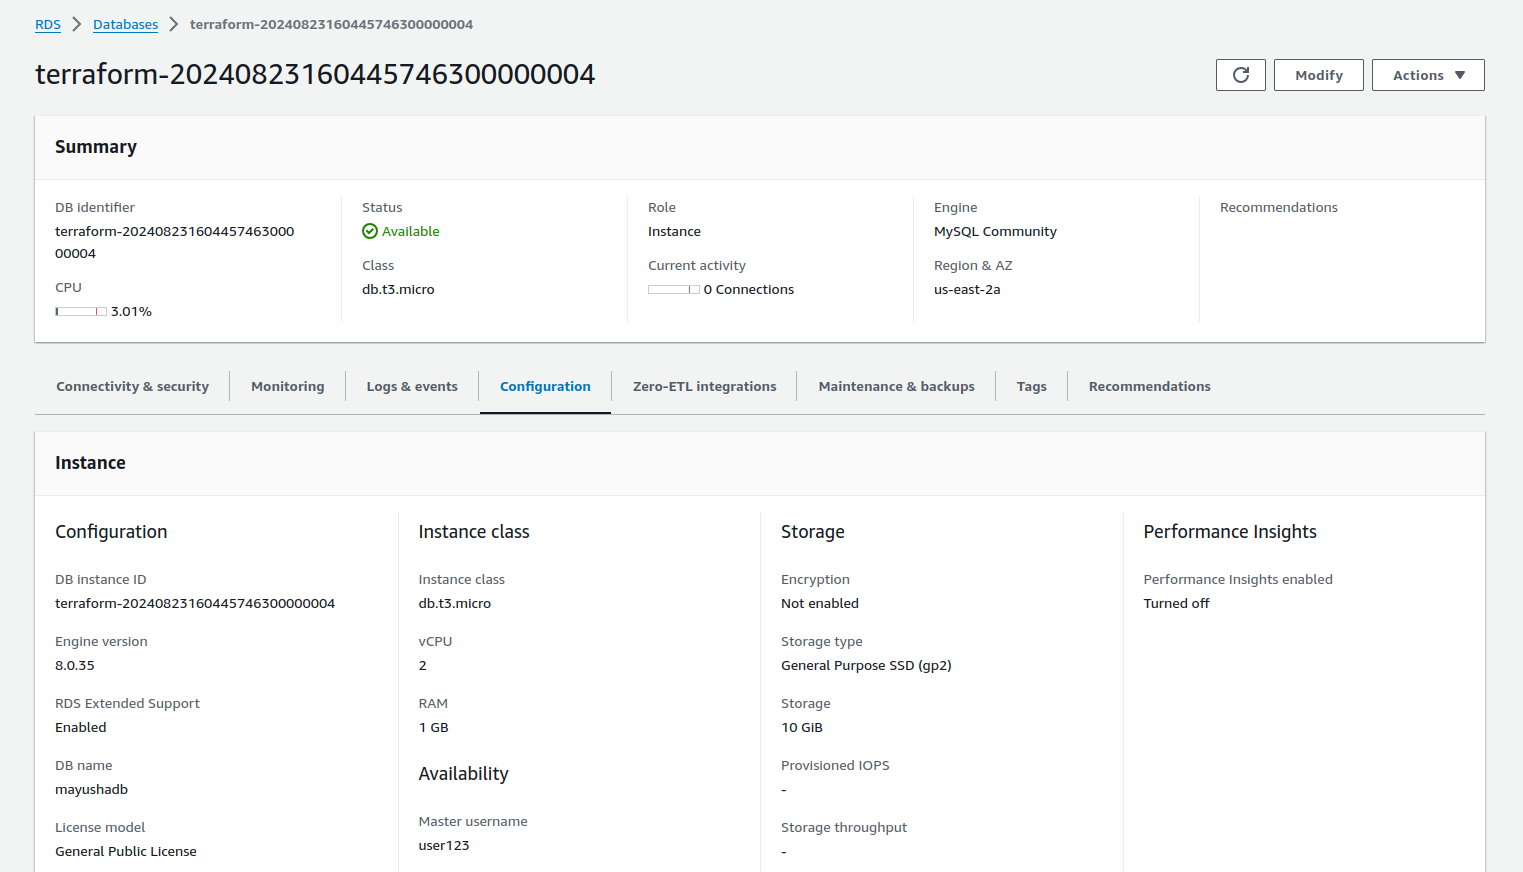 RDS > Databases > terraform-20240823160445746300000004
terraform-20240823160445746300000004
Modify
Actions
Summary
DB identifier
terraform-202408231604457463000
00004
CPU
3.01%
Status
Available
Class
db.t3.micro
Role
Instance
Current activity
0 Connections
Engine
MySQL Community
Region & AZ
us-east-2a
Recommendations
Connectivity & security
Monitoring
Logs & events
Configuration
Zero-ETL integrations
Maintenance & backups
Tags
Recommendations
Instance
Configuration
DB instance ID
terraform-20240823160445746300000004
Engine version
8.0.35
RDS Extended Support
Enabled
DB name
mayushadb
License model
General Public License
Instance class
Instance class
db.t3.micro
vCPU
2
RAM
1 GB
Availability
Master username
user123
Storage
Encryption
Not enabled
Storage type
General Purpose SSD (gp2)
Storage
10 GiB
Provisioned IOPS
-
Storage throughput
-
Performance Insights
Performance Insights enabled
Turned off